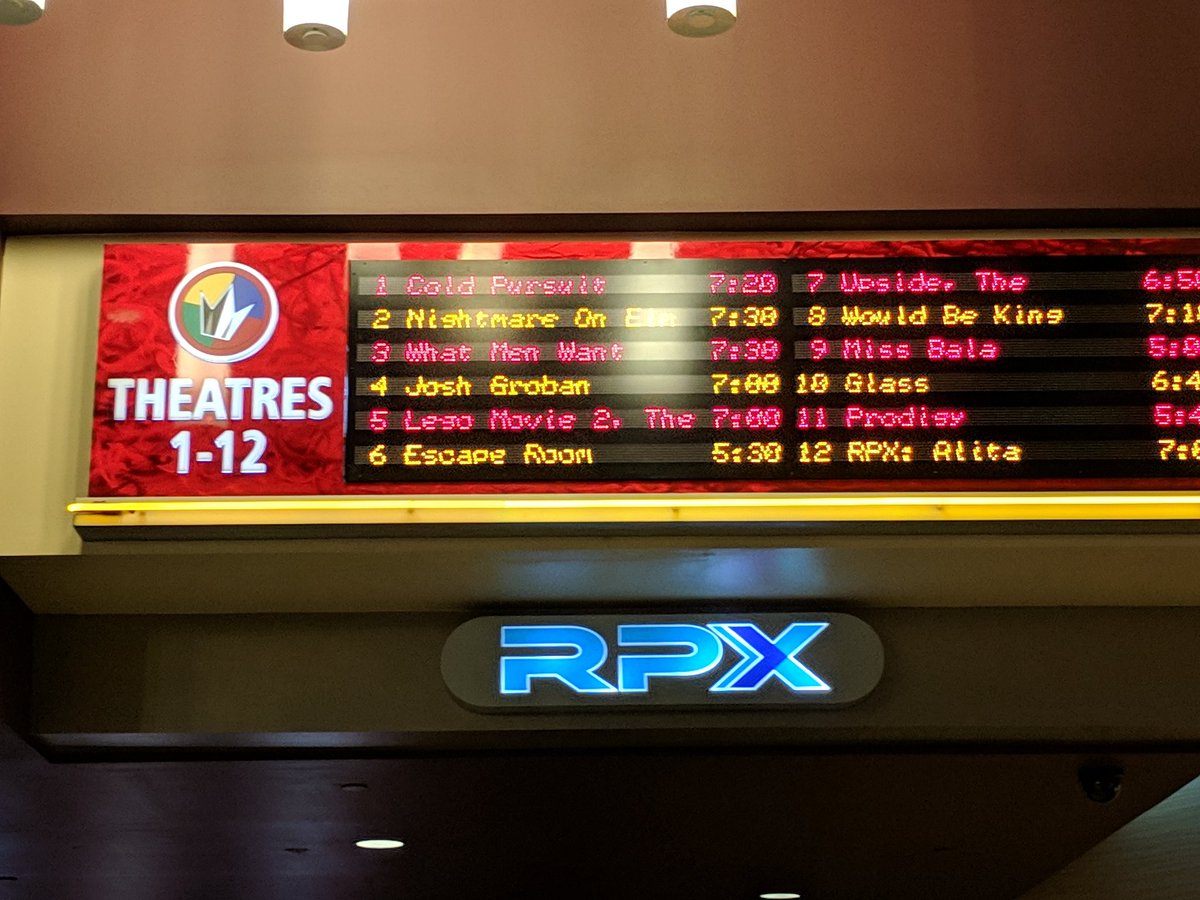 THEATRES
1-12
1 Cold Pursuit 7:20
2 Nightmare On Elm 7:30
3 What Men Want 7:30
4 Josh Groban 7:00
5 Lego Movie 2, The 7:00
6 Escape Room 5:30
7 Upside, The
8 Would Be King
9 Miss Bala
10 Glass
11 Prodigy
12 RPX: Alita
RPX